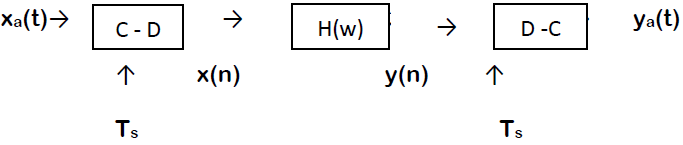 xₐ(t)→ C - D → H(w) → D -C yₐ(t)
↑ x(n) y(n) ↑
Tₛ Tₛ